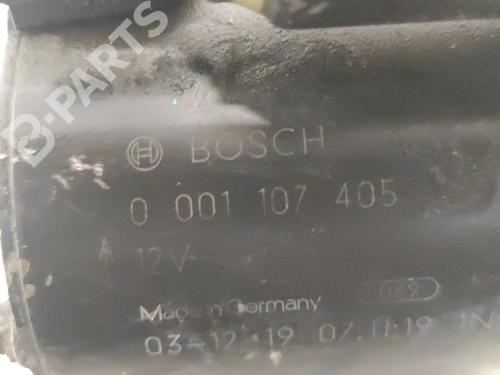 B-PARTS
BOSCH
0 001 107 405
12V
Made in Germany
03-12-19 07:11:19